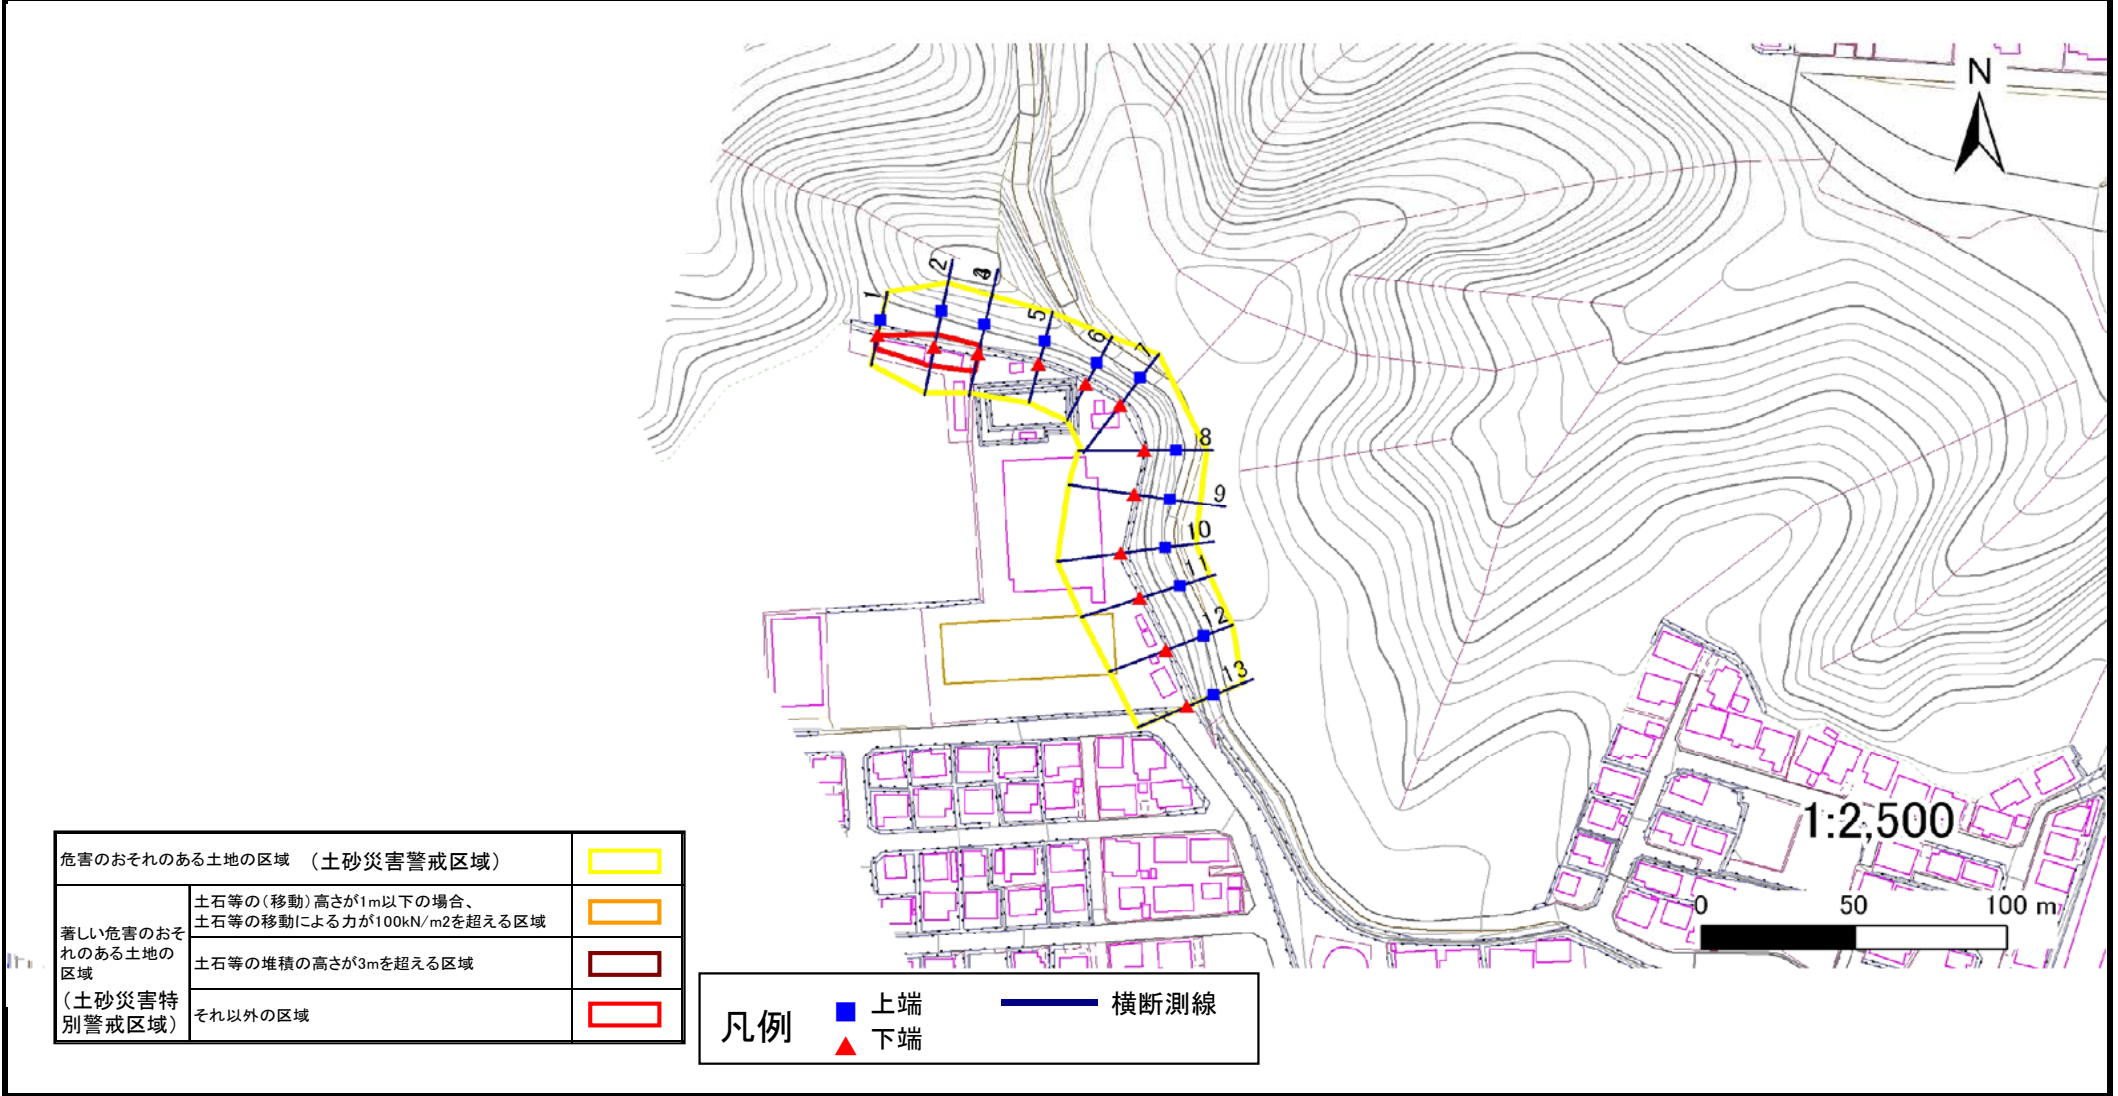 N
1
2
5
6
7
8
9
10
11
12
13
1:2,500
0 50 100 m
危害のおそれのある土地の区域 (土砂災害警戒区域)
著しい危害のおそ
れのある土地の
区域
(土砂災害特
別警戒区域)
土石等の(移動)高さが1m以下の場合、
土石等の移動による力が100kN/m2を超える区域
土石等の堆積の高さが3mを超える区域
それ以外の区域
凡例
上端
下端
横断測線